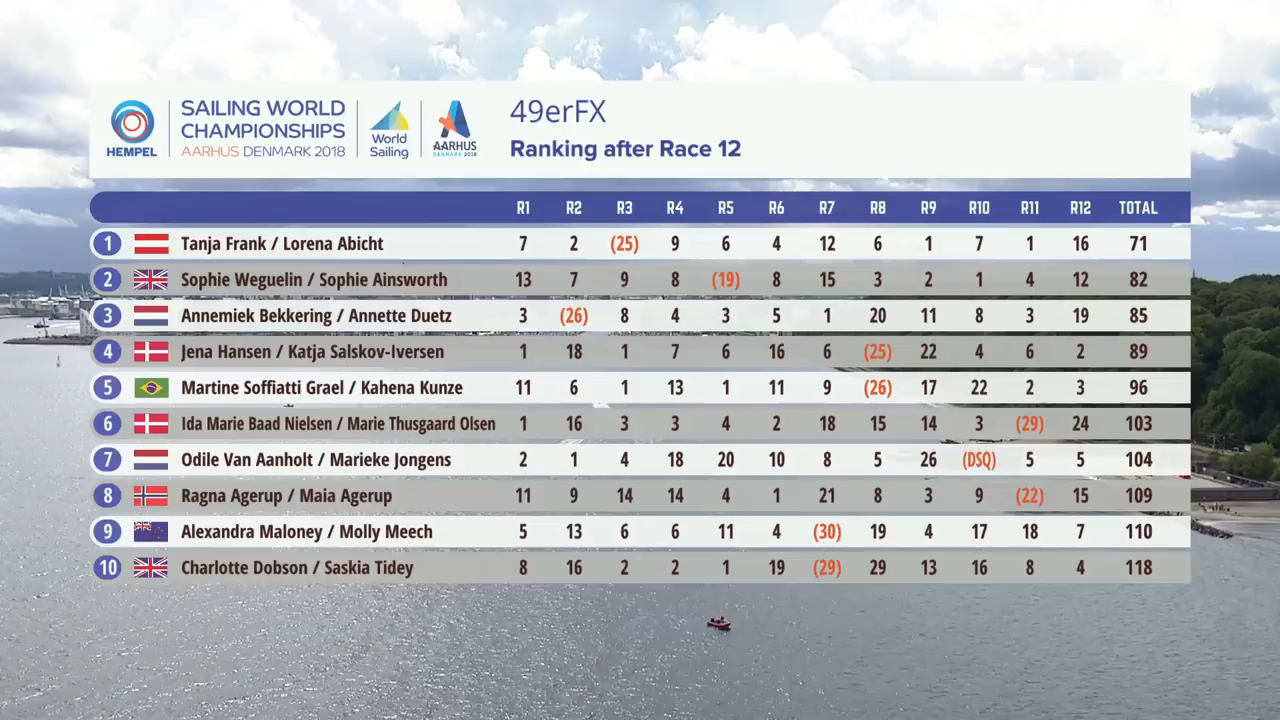 HEMPEL
SAILING WORLD
CHAMPIONSHIPS
AARHUS DENMARK 2018
World
Sailing
AARHUS
DENMARK 2018
49erFX
Ranking after Race 12
R1 R2 R3 R4 R5 R6 R7 R8 R9 R10 R11 R12 TOTAL
1 Tanja Frank / Lorena Abicht 7 2 (25) 9 6 4 12 6 1 7 1 16 71
2 Sophie Weguelin / Sophie Ainsworth 13 7 9 8 (19) 8 15 3 2 1 4 12 82
3 Annemiek Bekkering / Annette Duetz 3 (26) 8 4 3 5 1 20 11 8 3 19 85
4 Jena Hansen / Katja Salskov-Iversen 1 18 1 7 6 16 6 (25) 22 4 6 2 89
5 Martine Soffiatti Grael / Kahena Kunze 11 6 1 13 1 11 9 (26) 17 22 2 3 96
6 Ida Marie Baad Nielsen / Marie Thusgaard Olsen 1 16 3 3 4 2 18 15 14 3 (29) 24 103
7 Odile Van Aanholt / Marieke Jongens 2 1 4 18 20 10 8 5 26 (DSQ) 5 5 104
8 Ragna Agerup / Maia Agerup 11 9 14 14 4 1 21 8 3 9 (22) 15 109
9 Alexandra Maloney / Molly Meech 5 13 6 6 11 4 (30) 19 4 17 18 7 110
10 Charlotte Dobson / Saskia Tidey 8 16 2 2 1 19 (29) 29 13 16 8 4 118